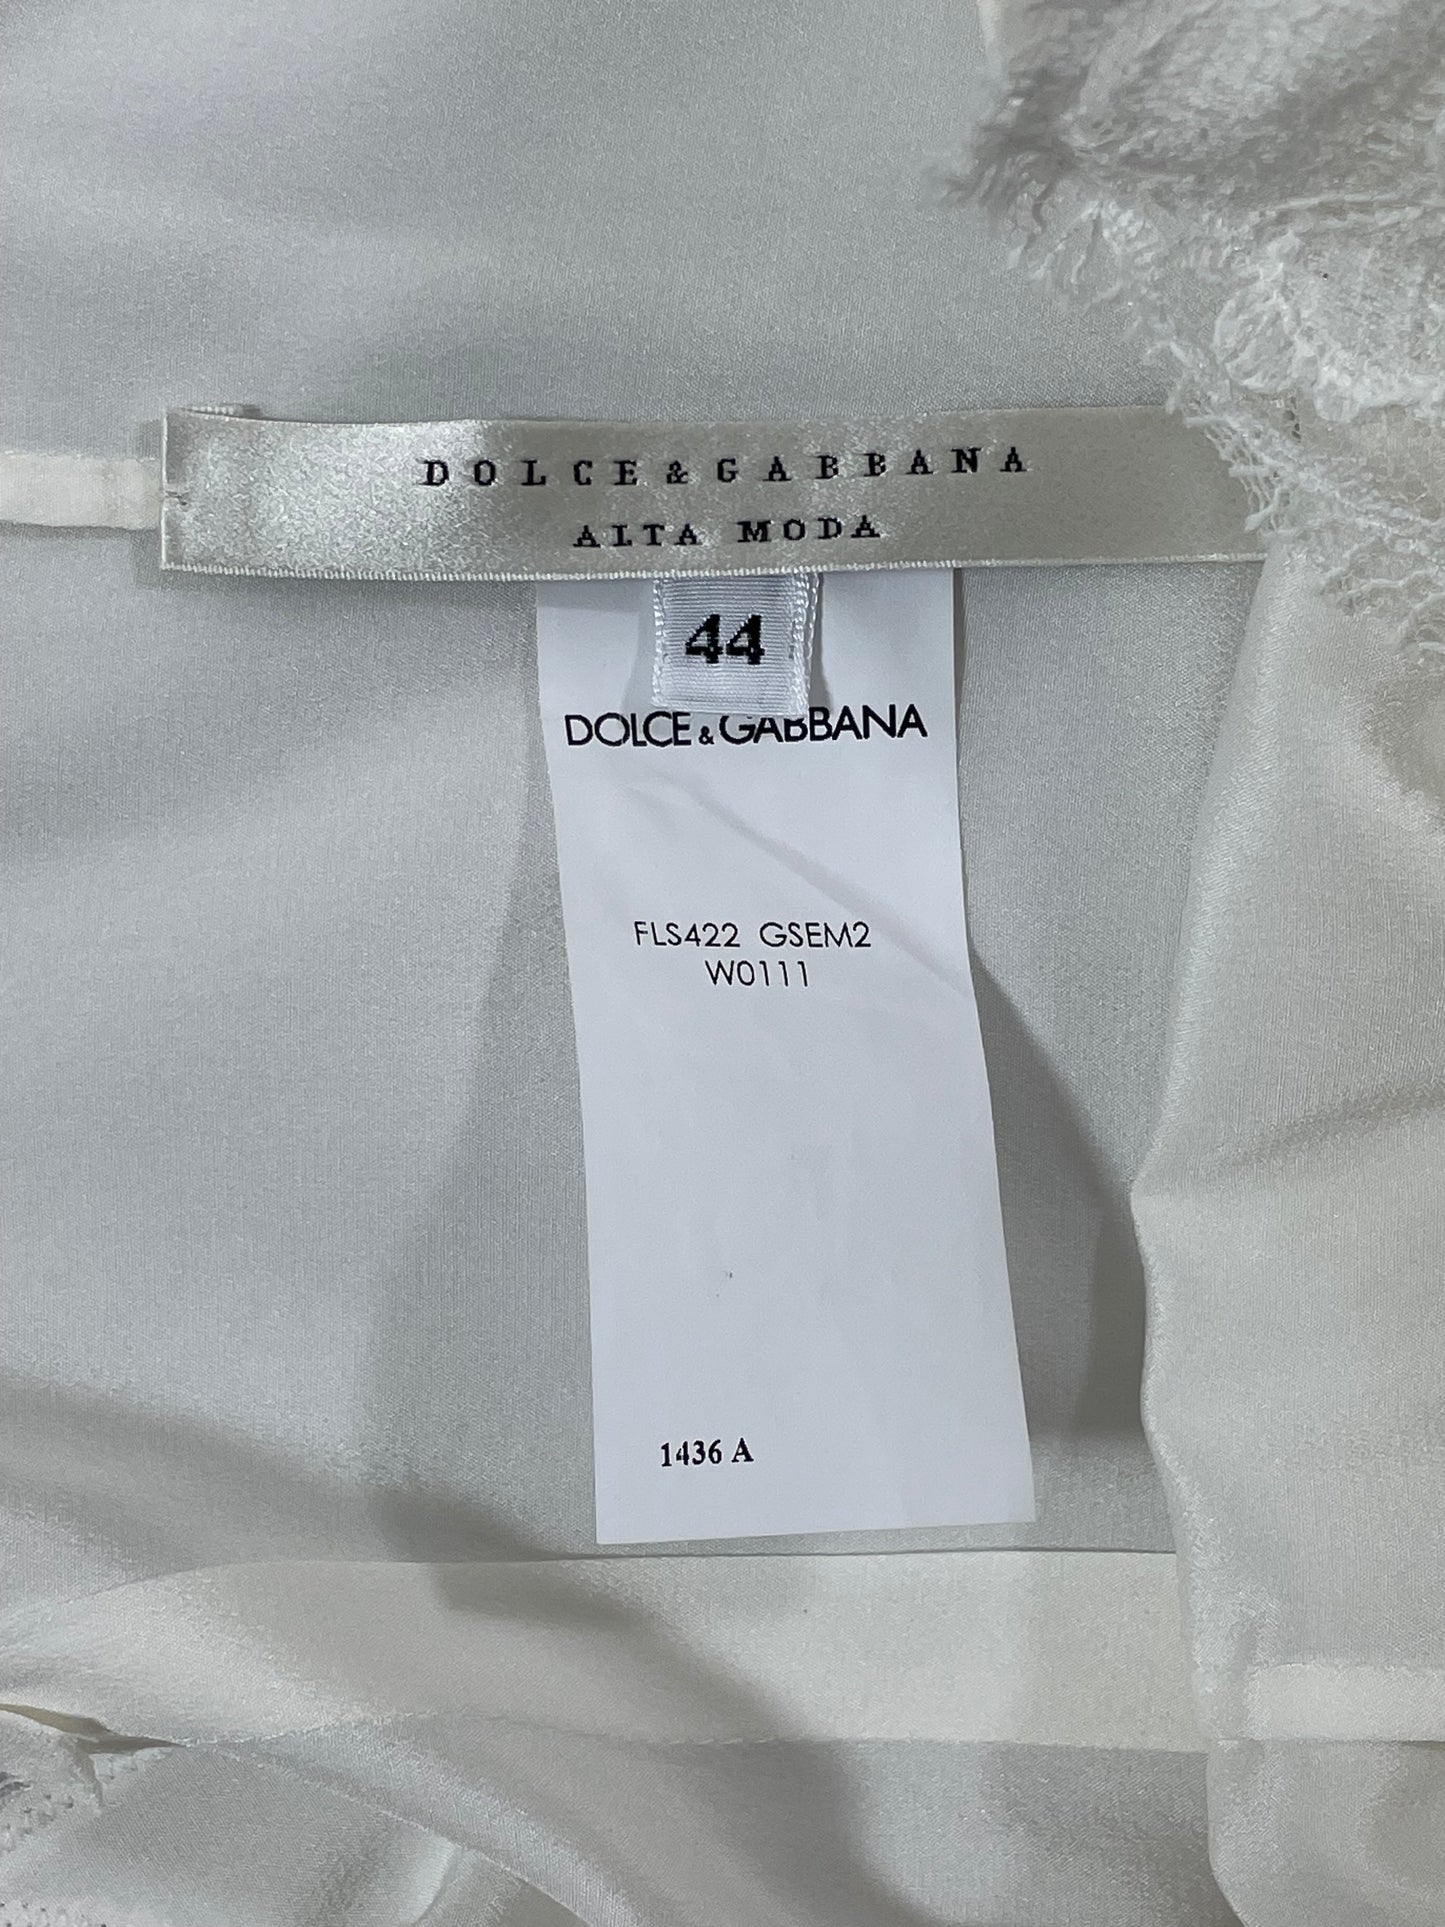 DOLCE & GABBANA
ALTA MODA
44
DOLCE & GABBANA
FLS422 GSEM2
W0111
1436 A